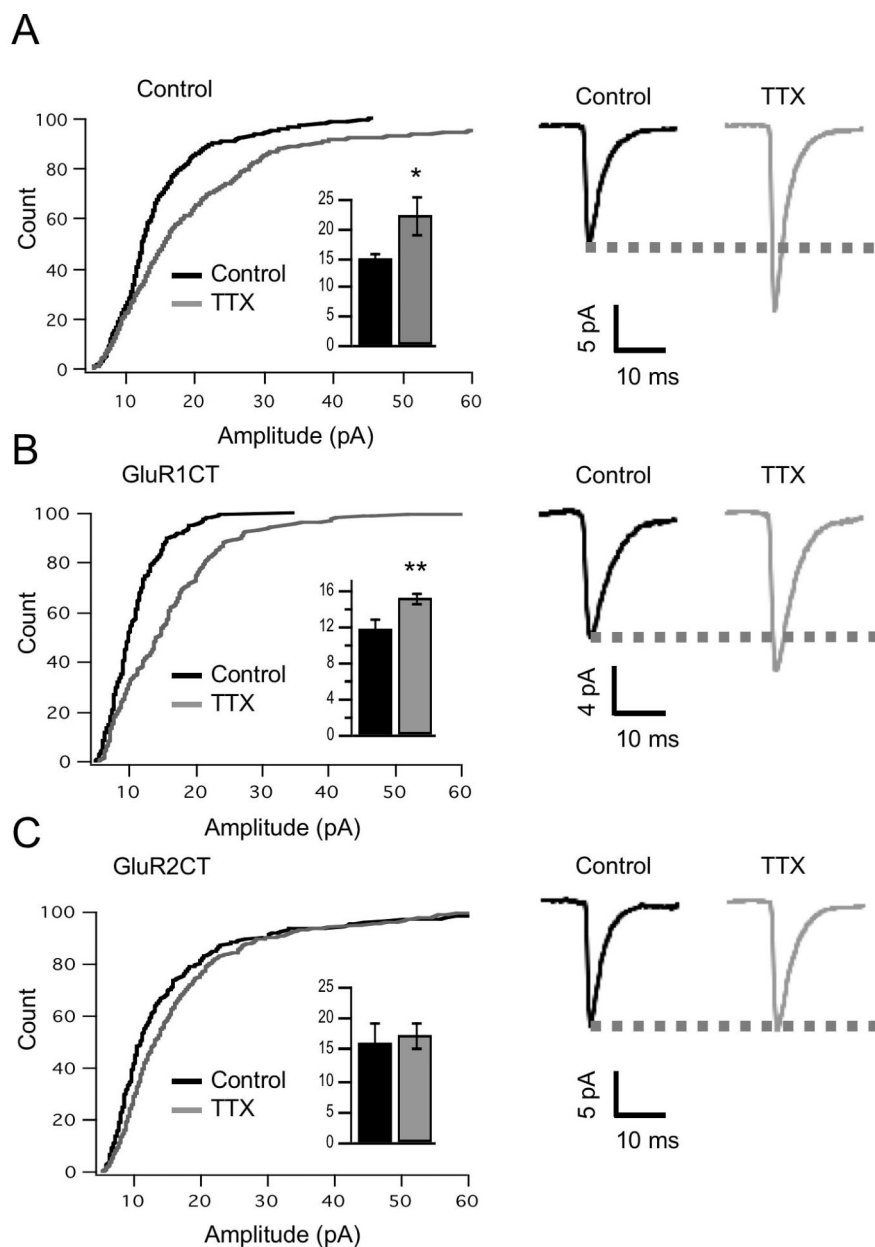 A
Control
Control TTX
100
80
60
40
20
0
Count
Control
TTX
25
20
15
10
5
0
*
10 20 30 40 50 60
Amplitude (pA)
5 pA
10 ms
B
GluR1CT
Control TTX
100
80
60
40
20
0
Count
Control
TTX
16
12
8
4
0
**
10 20 30 40 50 60
Amplitude (pA)
4 pA
10 ms
C
GluR2CT
Control TTX
100
80
60
40
20
0
Count
Control
TTX
25
20
15
10
5
0
10 20 30 40 50 60
Amplitude (pA)
5 pA
10 ms